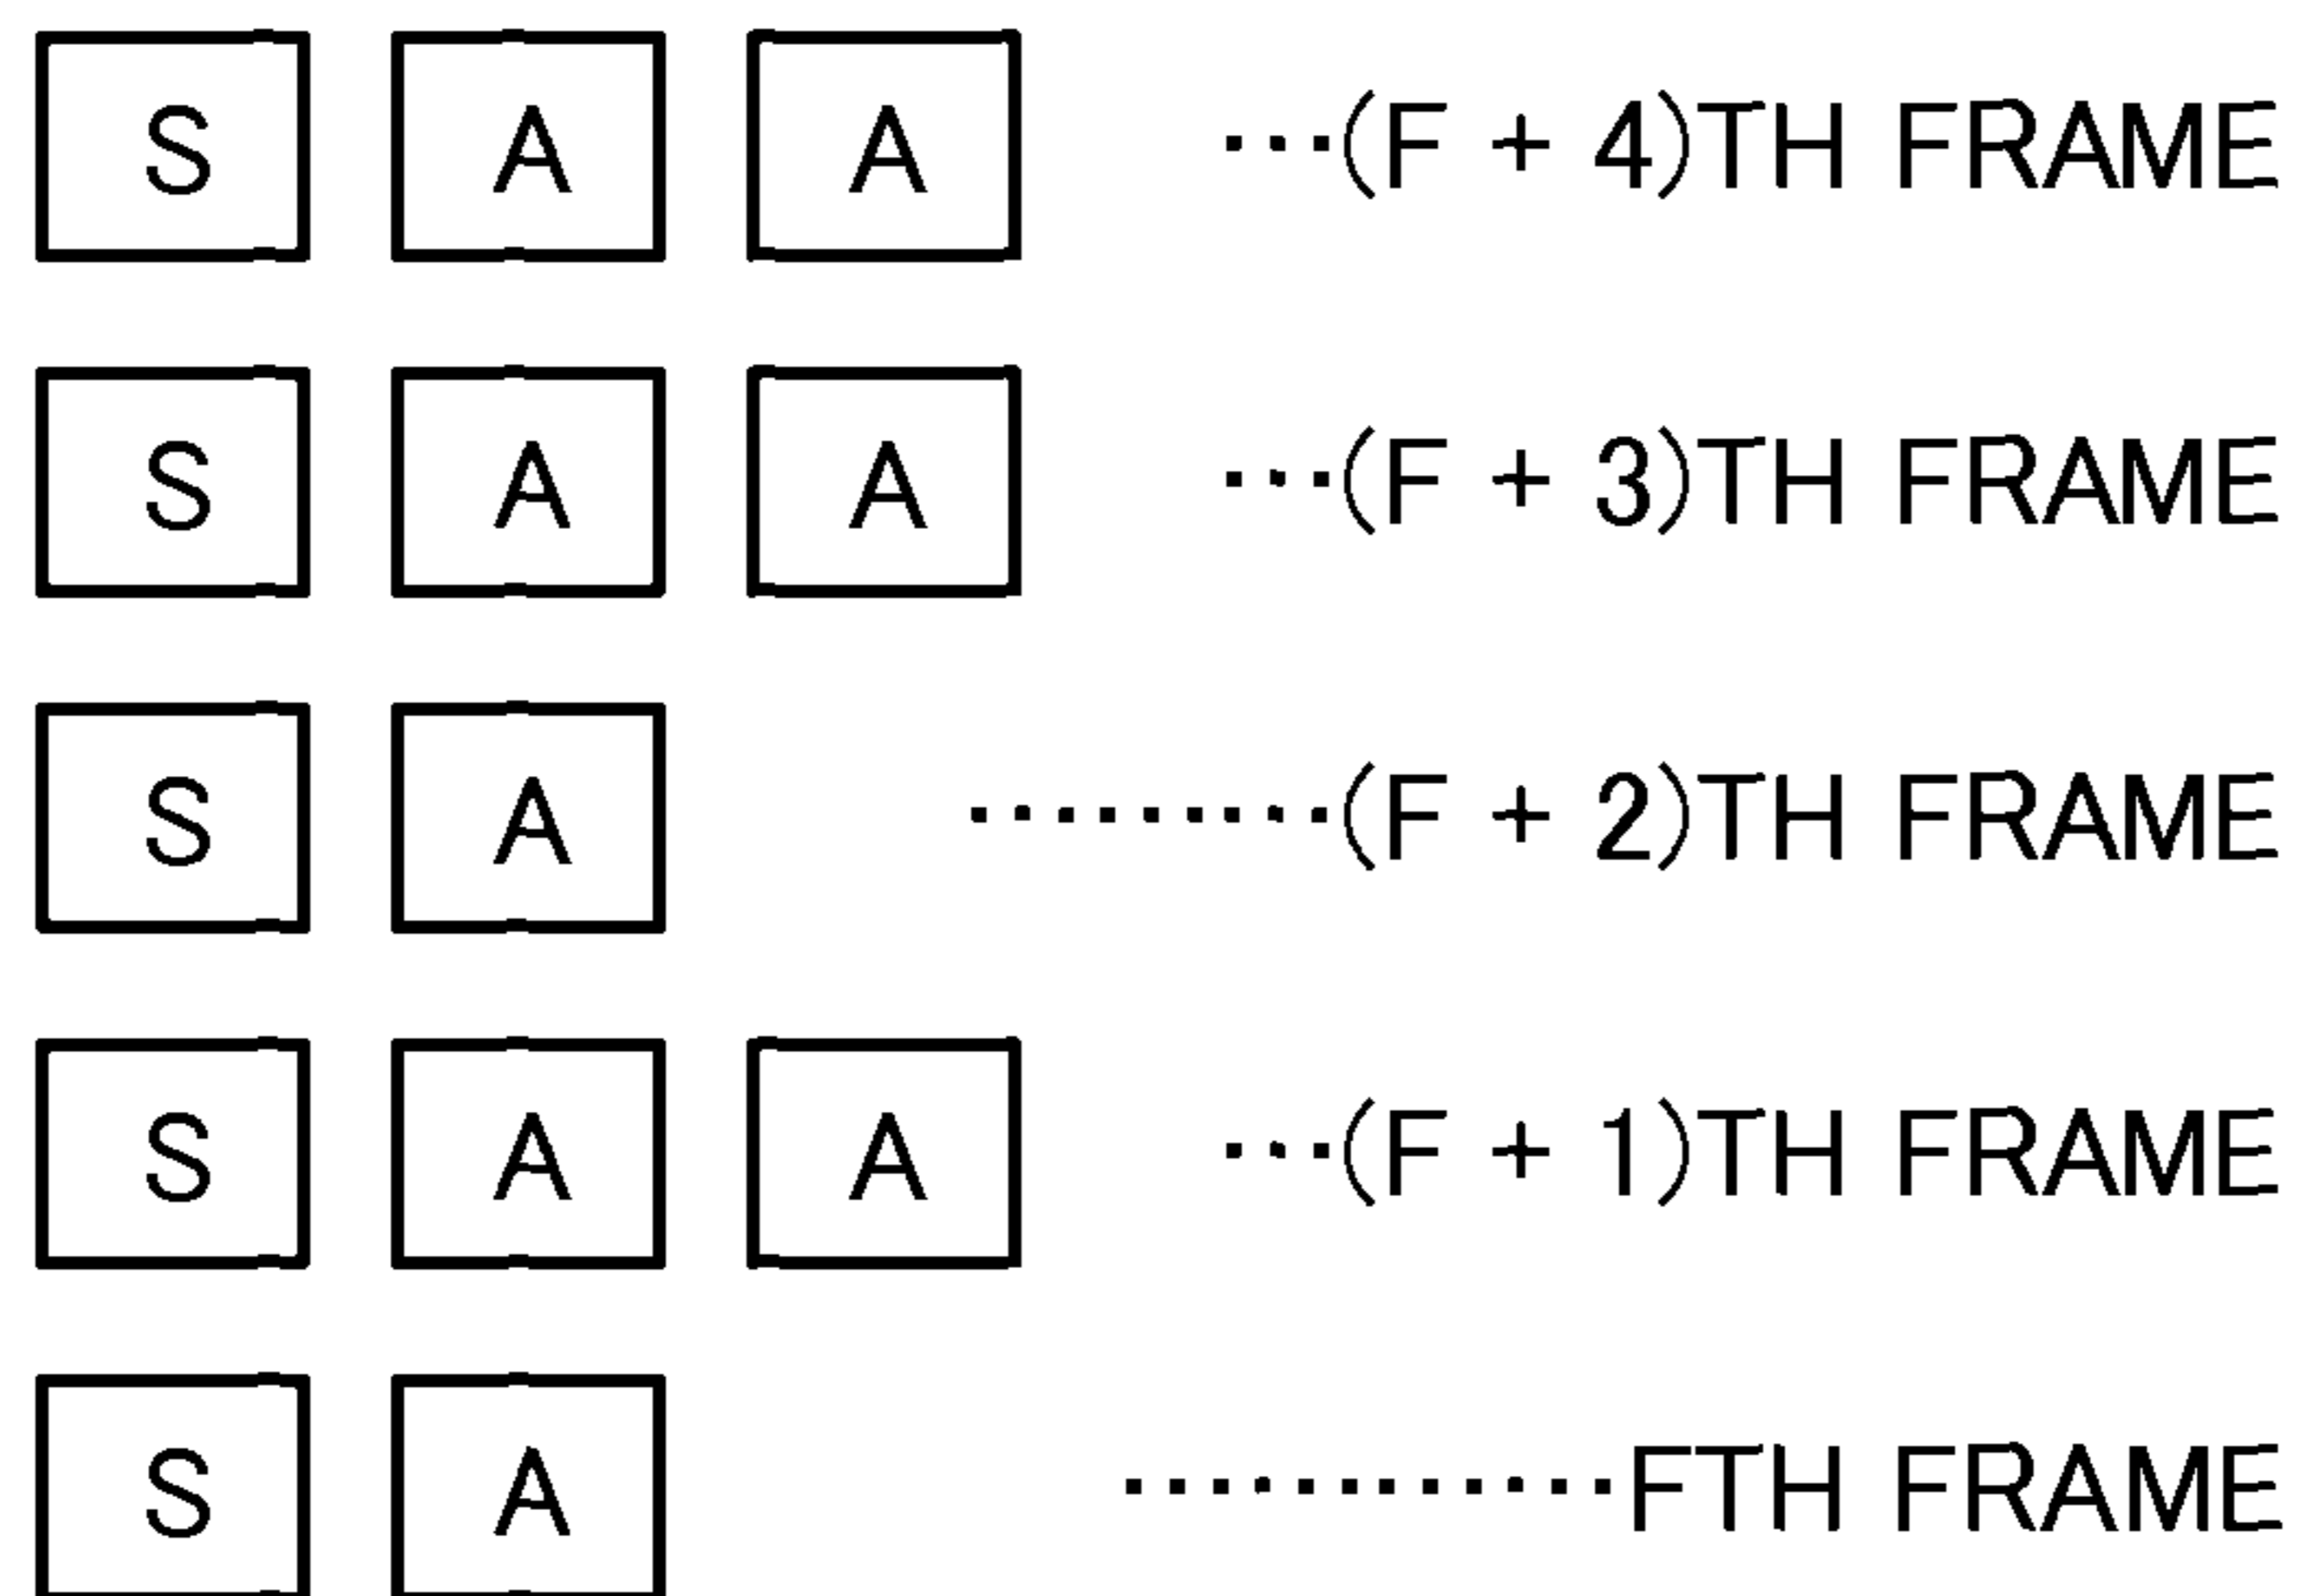 S A A ···(F + 4)TH FRAME
S A A ···(F + 3)TH FRAME
S A ·········(F + 2)TH FRAME
S A A ···(F + 1)TH FRAME
S A ············FTH FRAME